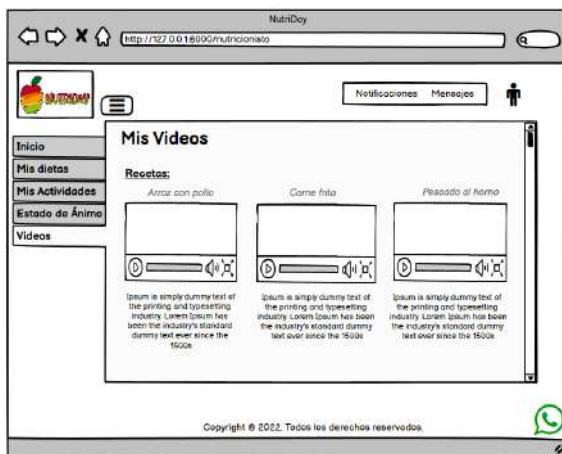 NutriDay
http://127.0.0.1:8000/nutricionista
NUTRIDAY
Notificaciones Mensajes
Inicio
Mis dietas
Mis Actividades
Estado de Ánimo
Videos
Mis Videos
Recetas:
Arroz con pollo
Ipsum is simply dummy text of
the printing and typesetting
industry. Lorem Ipsum has
been the industry's standard
dummy text ever since the
1500s
Carne frita
Ipsum is simply dummy text of
the printing and typesetting
industry. Lorem Ipsum has been
the industry's standard dummy
text ever since the 1500s
Pescado al horno
Ipsum is simply dummy text of
the printing and typesetting
industry. Lorem Ipsum has been
the industry's standard dummy
text ever since the 1500s
Copyright © 2022. Todos los derechos reservados.